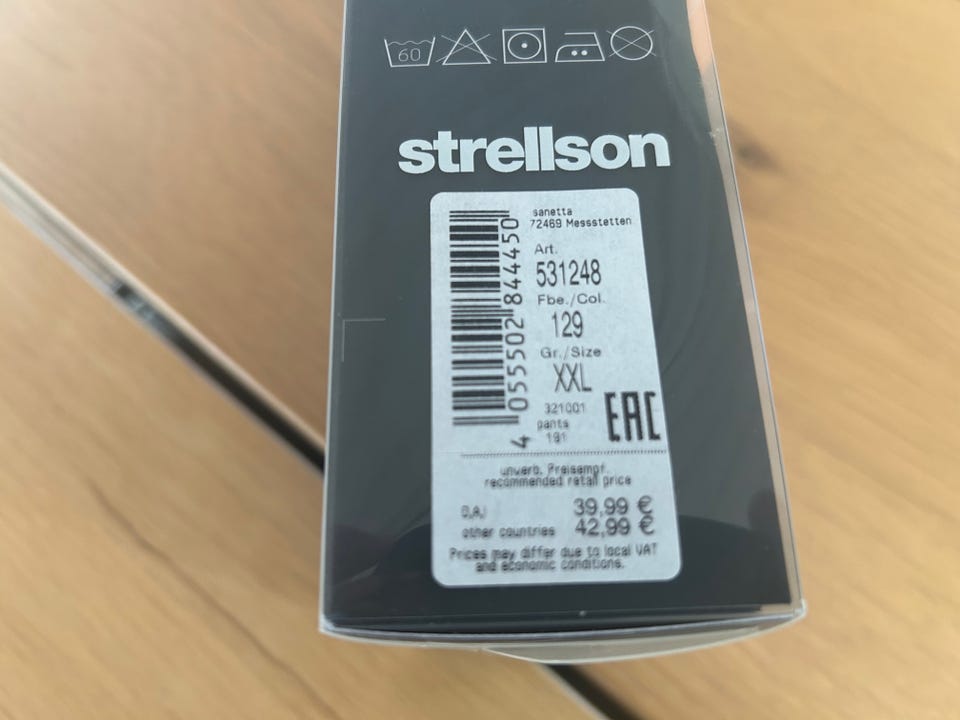 60
strellson
sanetta
72469 Messstetten
4 055502 844450
Art.
531248
Fbe./Col.
129
Gr./Size
XXL
321001
pants
191
EAC
unverb. Preisempf.
recommended retail price
D,A, 39,99 €
other countries 42,99 €
Prices may differ due to local VAT
and economic conditions.